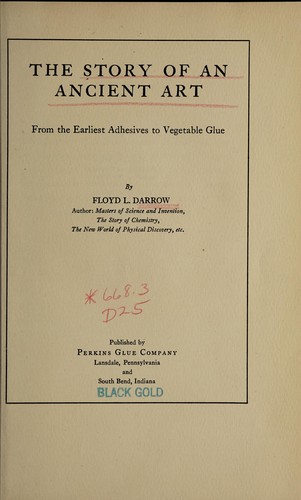 THE STORY OF AN
ANCIENT ART
From the Earliest Adhesives to Vegetable Glue
By
FLOYD L. DARROW
Author: Masters of Science and Invention,
The Story of Chemistry,
The New World of Physical Discovery, etc.
*668.3
D25
Published by
PERKINS GLUE COMPANY
Lansdale, Pennsylvania
and
South Bend, Indiana
BLACK GOLD